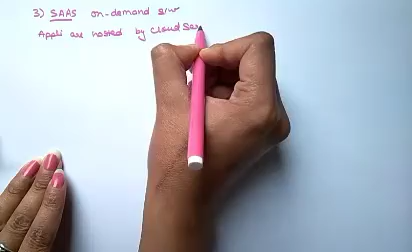 3) SAAS on-demand s/w
Appli are hosted by Cloud Ser